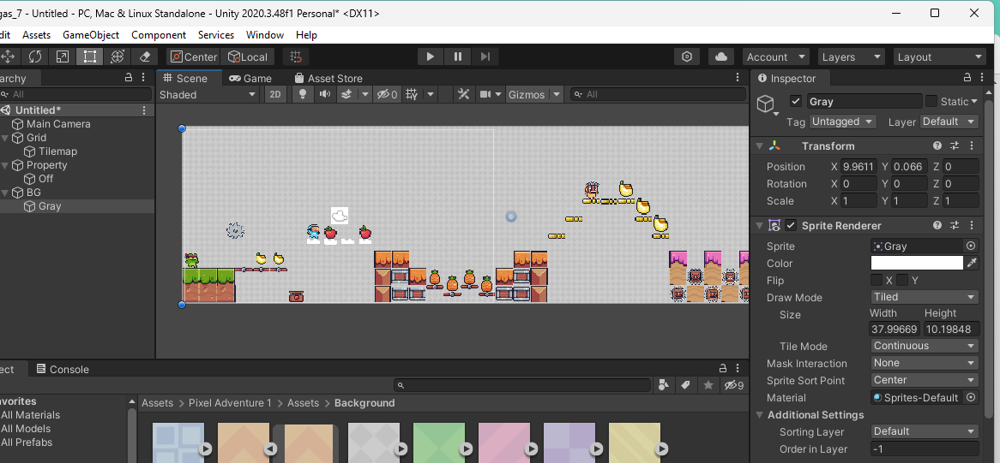 gas_7 - Untitled - PC, Mac & Linux Standalone - Unity 2020.3.48f1 Personal* <DX11>
dit Assets GameObject Component Services Window Help
Center Local Account Layers Layout
archy Scene Game Asset Store Inspector
All Shaded 2D 0 Gizmos All Gray Static
Untitled* Tag Untagged Layer Default
Main Camera
Grid Transform
Tilemap Position X 9.9611 Y 0.066 Z 0
Property Rotation X 0 Y 0 Z 0
Off Scale X 1 Y 1 Z 1
BG
Gray Sprite Renderer
Sprite Gray
Color
Flip X Y
Draw Mode Tiled
Size Width Height
37.99669 10.19848
Tile Mode Continuous
ect Console Mask Interaction None
9 Sprite Sort Point Center
avorites Assets > Pixel Adventure 1 > Assets > Background Material Sprites-Default
All Materials Additional Settings
All Models Sorting Layer Default
All Prefabs Order in Layer -1